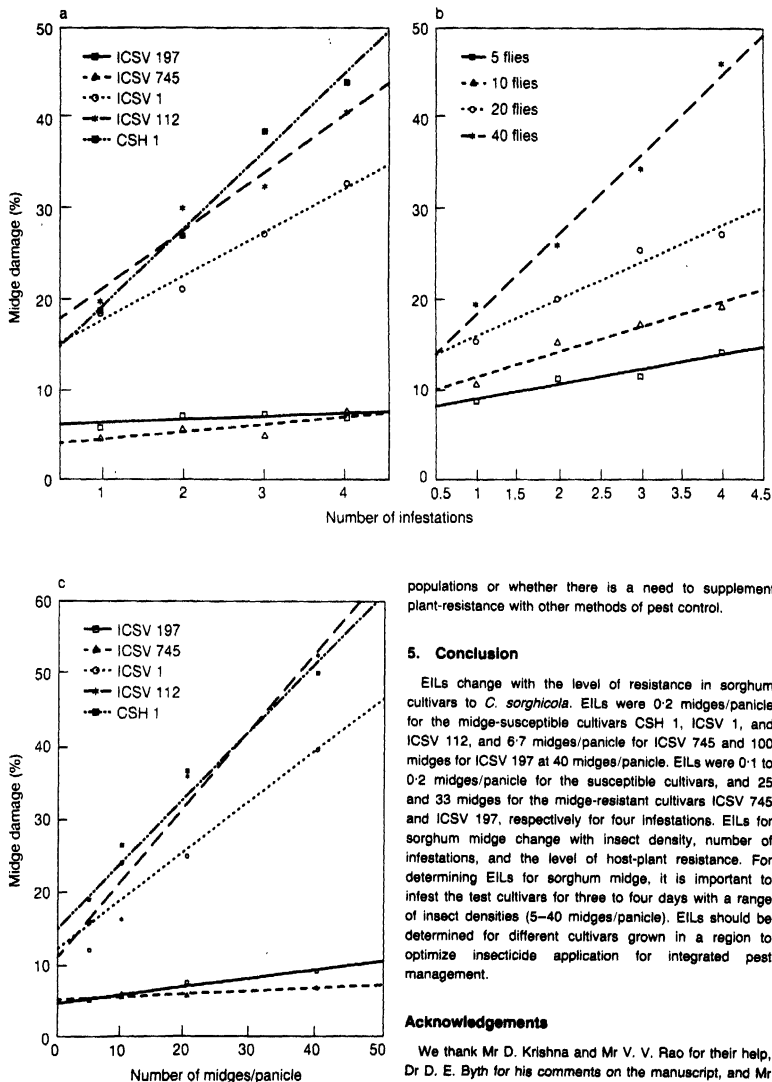 a
ICSV 197
ICSV 745
ICSV 1
ICSV 112
CSH 1
50
40
30
20
10
0
Midge damage (%)
1
2
3
4
b
5 flies
10 flies
20 flies
40 flies
50
40
30
20
10
0
0.5
1
1.5
2
2.5
3
3.5
4
4.5
Number of infestations
c
ICSV 197
ICSV 745
ICSV 1
ICSV 112
CSH 1
60
50
40
30
20
10
0
Midge damage (%)
0
10
20
30
40
50
Number of midges/panicle
populations or whether there is a need to supplement
plant-resistance with other methods of pest control.
5. Conclusion
EILs change with the level of resistance in sorghum
cultivars to C. sorghicola. EILs were 0·2 midges/panicle
for the midge-susceptible cultivars CSH 1, ICSV 1, and
ICSV 112, and 6·7 midges/panicle for ICSV 745 and 100
midges for ICSV 197 at 40 midges/panicle. EILs were 0·1 to
0·2 midges/panicle for the susceptible cultivars, and 25
and 33 midges for the midge-resistant cultivars ICSV 745
and ICSV 197, respectively for four infestations. EILs for
sorghum midge change with insect density, number of
infestations, and the level of host-plant resistance. For
determining EILs for sorghum midge, it is important to
infest the test cultivars for three to four days with a range
of insect densities (5–40 midges/panicle). EILs should be
determined for different cultivars grown in a region to
optimize insecticide application for integrated pest
management.
Acknowledgements
We thank Mr D. Krishna and Mr V. V. Rao for their help,
Dr D. E. Byth for his comments on the manuscript, and Mr